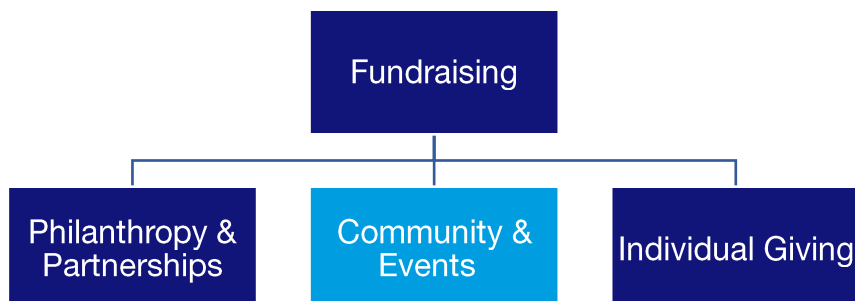 Fundraising
Philanthropy &
Partnerships
Community &
Events
Individual Giving